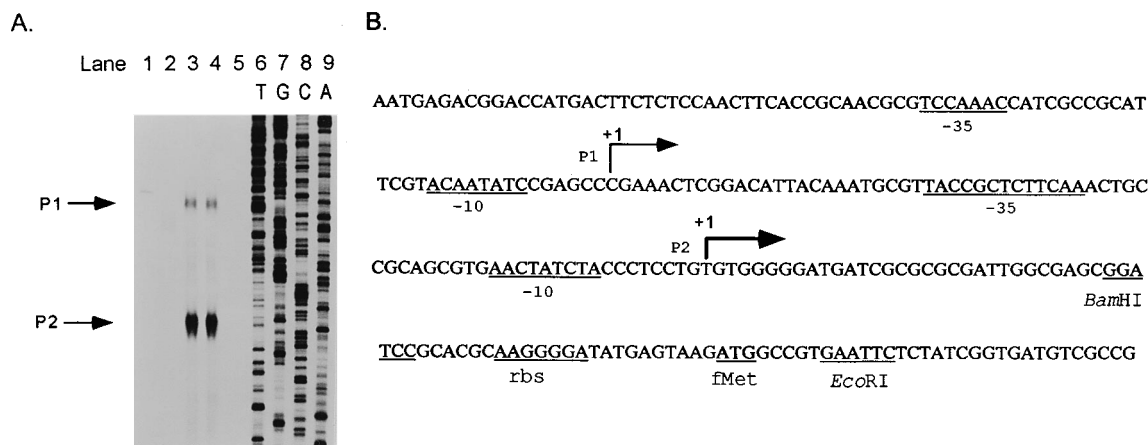 A.
Lane 1 2 3 4 5 6 7 8 9
T G C A
P1
P2
B.
AATGAGACGGACCATGACTTCTCTCCAACTTCACCGCAACGCGTCCAAACCATCGCCGCAT
-35
+1
P1
TCGTACAATATCCGAGCCCGAAACTCGGACATTACAAATGCGTTACCGCTCTTCAAACTGC
-10
-35
+1
P2
CGCAGCGTGAACTATCTACCCTCCTGTGTGGGGGATGATCGCGCGCGATTGGCGAGCGGA
-10
BamHI
TCCGCACGCAAGGGGATATGAGTAAGATGGCCGTGAATTCTCTATCGGTGATGTCGCCG
rbs
fMet
EcoRI